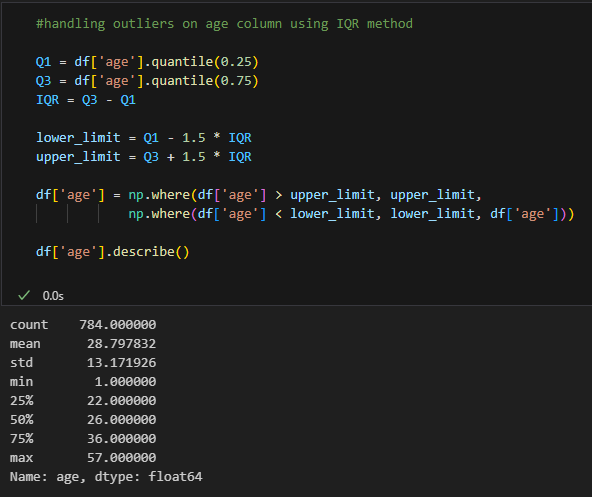 #handling outliers on age column using IQR method
Q1 = df['age'].quantile(0.25)
Q3 = df['age'].quantile(0.75)
IQR = Q3 - Q1
lower_limit = Q1 - 1.5 * IQR
upper_limit = Q3 + 1.5 * IQR
df['age'] = np.where(df['age'] > upper_limit, upper_limit,
np.where(df['age'] < lower_limit, lower_limit, df['age']))
df['age'].describe()
0.0s
count 784.000000
mean 28.797832
std 13.171926
min 1.000000
25% 22.000000
50% 26.000000
75% 36.000000
max 57.000000
Name: age, dtype: float64